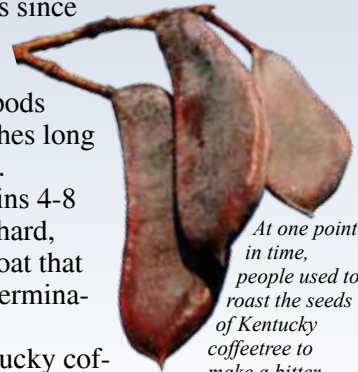 s since
pods
hes long
.
ins 4-8
hard,
oat that
ermina-
ucky cof-
At one point
in time,
people used to
roast the seeds
of Kentucky
coffeetree to
make a bitter